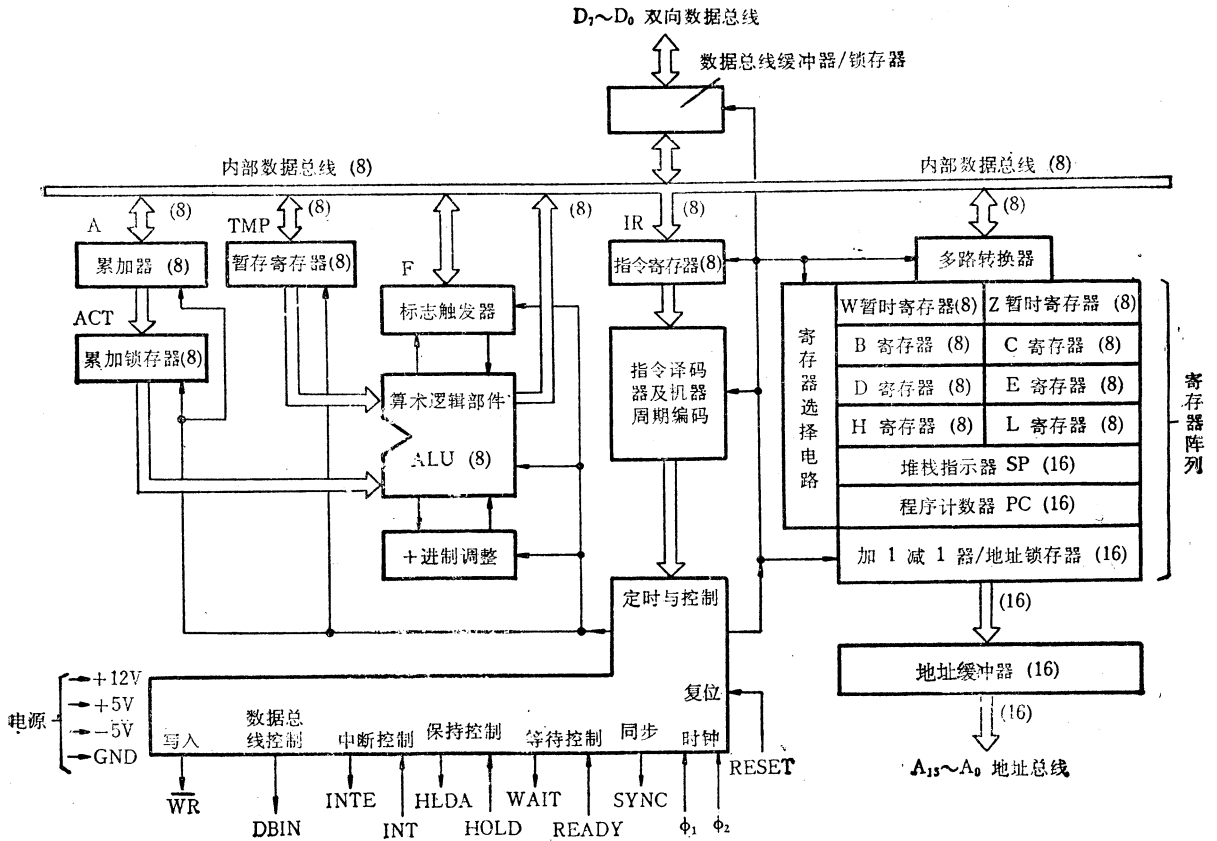 D₇~D₀ 双向数据总线
数据总线缓冲器/锁存器
内部数据总线 (8)
内部数据总线 (8)
A
(8)
TMP
(8)
F
(8)
IR
(8)
(8)
累加器 (8)
暂存寄存器(8)
指令寄存器(8)
多路转换器
ACT
累加锁存器(8)
标志触发器
算术逻辑部件
ALU (8)
+进制调整
指令译码
器及机器
周期编码
寄存器选择电路
W暂时寄存器(8)
Z暂时寄存器 (8)
B 寄存器 (8)
C 寄存器 (8)
D 寄存器 (8)
E 寄存器 (8)
H 寄存器 (8)
L 寄存器 (8)
堆栈指示器 SP (16)
程序计数器 PC (16)
加 1 减 1 器/地址锁存器 (16)
寄存器阵列
(16)
地址缓冲器 (16)
(16)
A₁₅~A₀ 地址总线
定时与控制
复位
电源
+12V
+5V
-5V
GND
写入
数据总
线控制
中断控制
保持控制
等待控制
同步
时钟
RESET
W̅R̅
DBIN
INTE
INT
HLDA
HOLD
WAIT
READY
SYNC
ϕ₁
ϕ₂